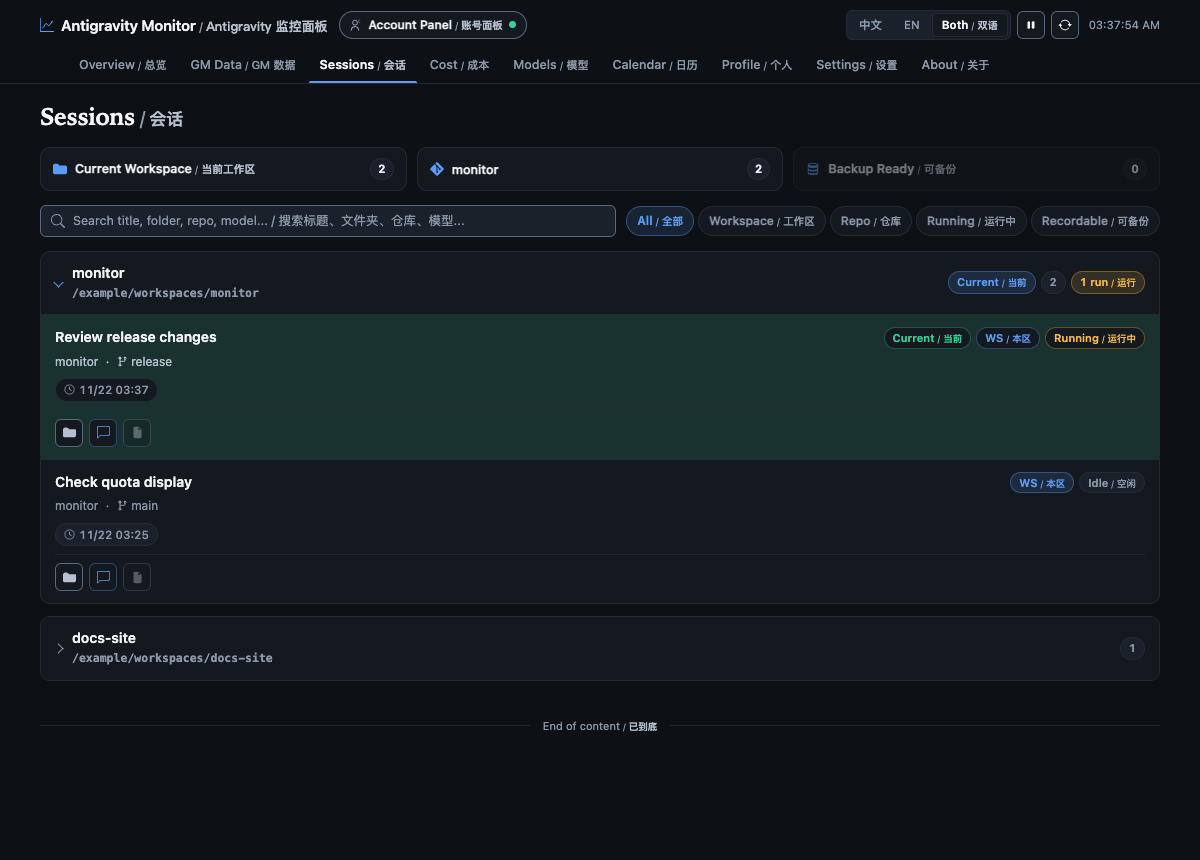 Antigravity Monitor / Antigravity 监控面板
Account Panel / 账号面板
中文 EN Both / 双语
03:37:54 AM
Overview / 总览 GM Data / GM 数据 Sessions / 会话 Cost / 成本 Models / 模型 Calendar / 日历 Profile / 个人 Settings / 设置 About / 关于
Sessions / 会话
Current Workspace / 当前工作区 2
monitor 2
Backup Ready / 可备份 0
Search title, folder, repo, model... / 搜索标题、文件夹、仓库、模型...
All / 全部 Workspace / 工作区 Repo / 仓库 Running / 运行中 Recordable / 可备份
monitor
/example/workspaces/monitor
Current / 当前 2 1 run / 运行
Review release changes
Current / 当前 WS / 本区 Running / 运行中
monitor · release
11/22 03:37
Check quota display
WS / 本区 Idle / 空闲
monitor · main
11/22 03:25
docs-site
/example/workspaces/docs-site
1
End of content / 已到底